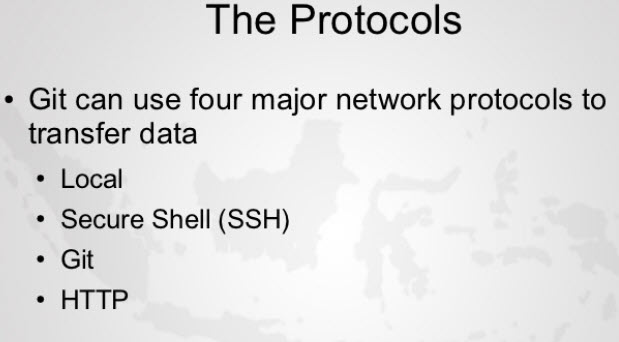 The Protocols
• Git can use four major network protocols to
transfer data
• Local
• Secure Shell (SSH)
• Git
• HTTP